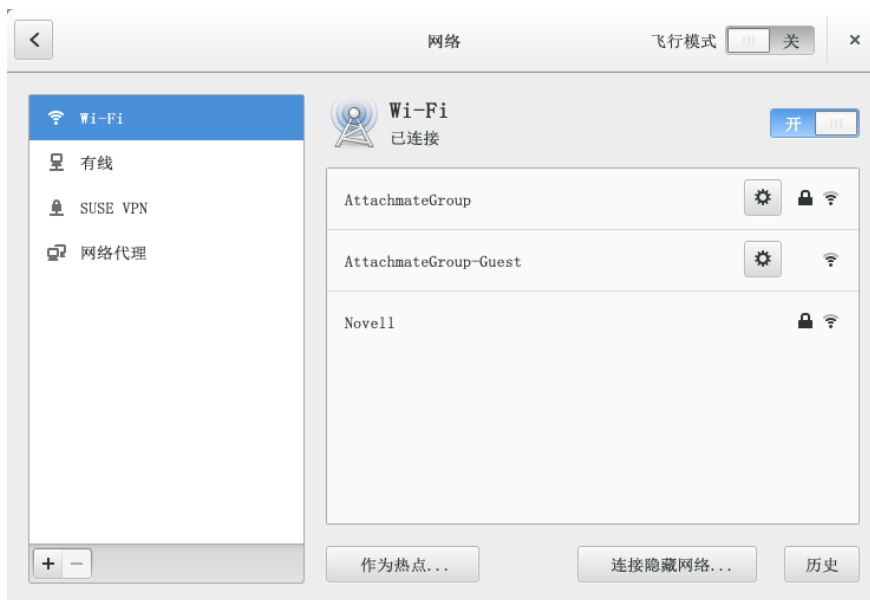 网络
飞行模式 关
Wi-Fi
有线
SUSE VPN
网络代理
Wi-Fi
已连接
开
AttachmateGroup
AttachmateGroup-Guest
Novell
作为热点...
连接隐藏网络...
历史